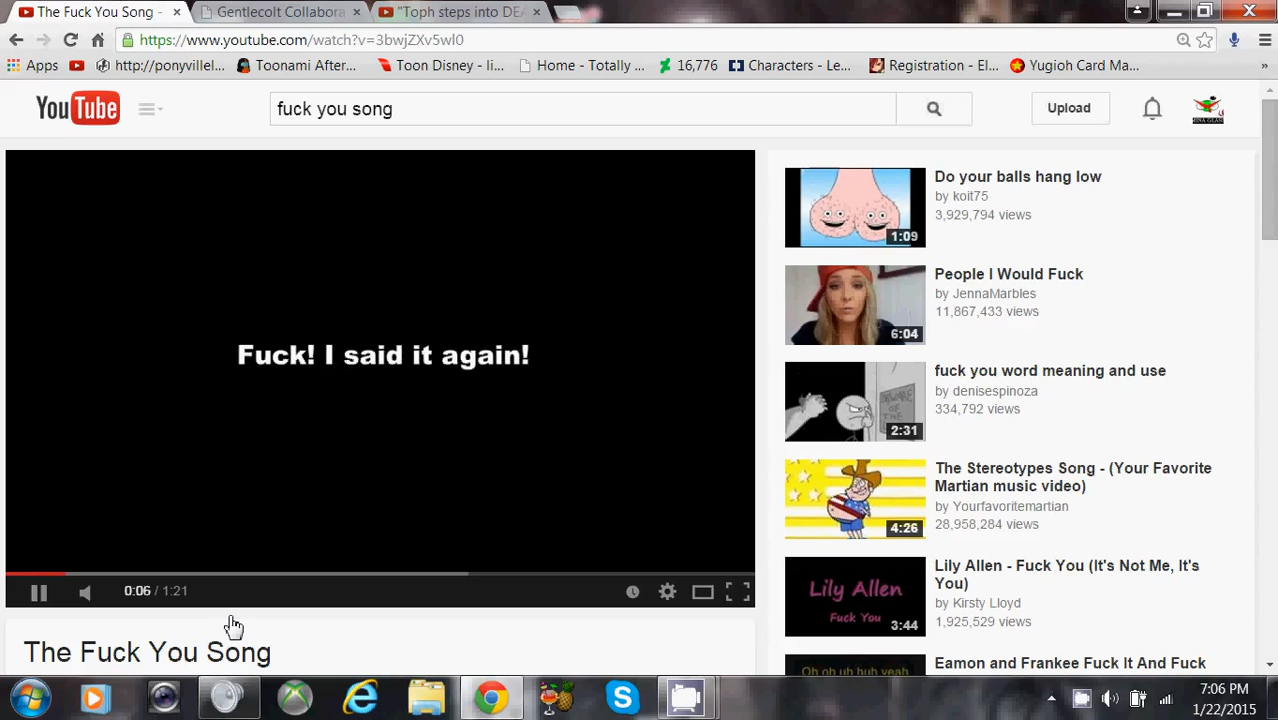 The Fuck You Song -
Gentlecolt Collabora
"Toph steps into DEA
https://www.youtube.com/watch?v=3bwjZXv5wl0
Apps
http://ponyvillel...
Toonami After...
Toon Disney - li...
Home - Totally ...
16,776
Characters - Le...
Registration - El...
Yugioh Card Ma...
»
YouTube
fuck you song
Upload
Fuck! I said it again!
0:06 / 1:21
The Fuck You Song
Do your balls hang low
by koit75
3,929,794 views
1:09
People I Would Fuck
by JennaMarbles
11,867,433 views
6:04
fuck you word meaning and use
by denisespinoza
334,792 views
2:31
The Stereotypes Song - (Your Favorite
Martian music video)
by Yourfavoritemartian
28,958,284 views
4:26
Lily Allen - Fuck You (It's Not Me, It's
You)
by Kirsty Lloyd
1,925,529 views
Lily Allen
Fuck You
3:44
Eamon and Frankee Fuck It And Fuck
Oh oh uh huh yeah
7:06 PM
1/22/2015